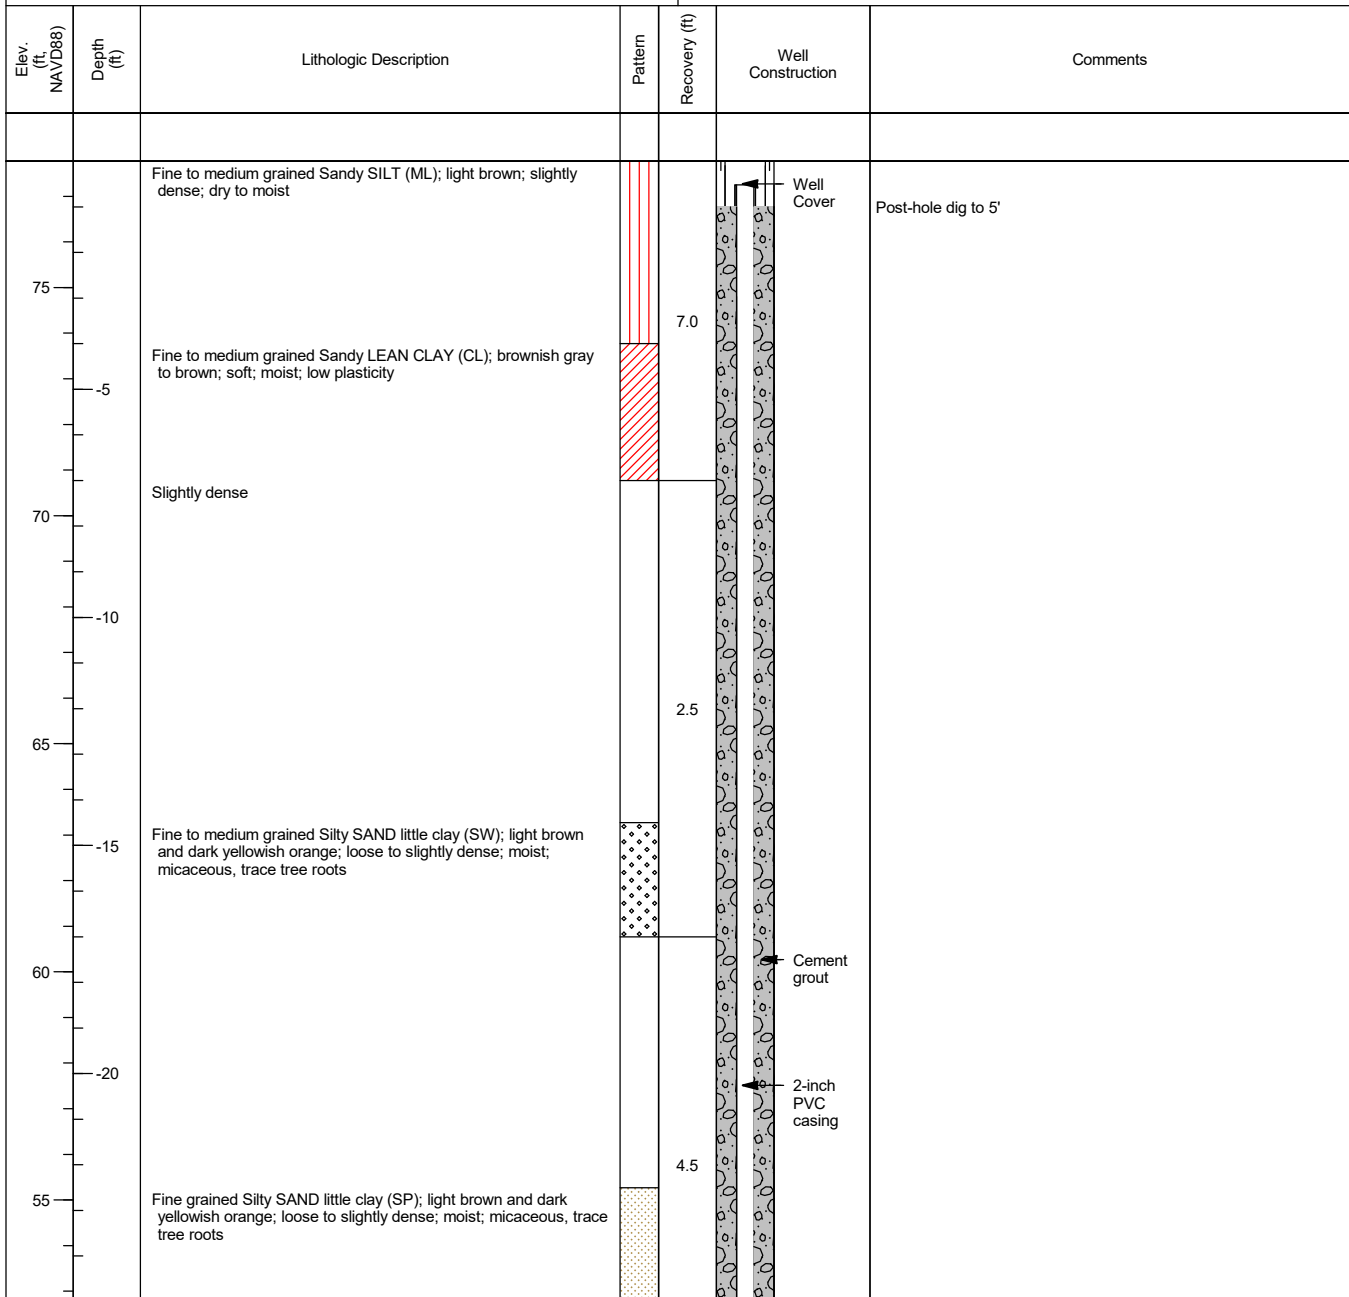 Elev.
(ft,
NAVD88)
Depth
(ft)
Lithologic Description
Pattern
Recovery (ft)
Well
Construction
Comments
Fine to medium grained Sandy SILT (ML); light brown; slightly
dense; dry to moist
Well
Cover
Post-hole dig to 5'
75
7.0
Fine to medium grained Sandy LEAN CLAY (CL); brownish gray
to brown; soft; moist; low plasticity
-5
Slightly dense
70
-10
2.5
65
Fine to medium grained Silty SAND little clay (SW); light brown
and dark yellowish orange; loose to slightly dense; moist;
micaceous, trace tree roots
-15
Cement
grout
60
-20
2-inch
PVC
casing
4.5
55
Fine grained Silty SAND little clay (SP); light brown and dark
yellowish orange; loose to slightly dense; moist; micaceous, trace
tree roots